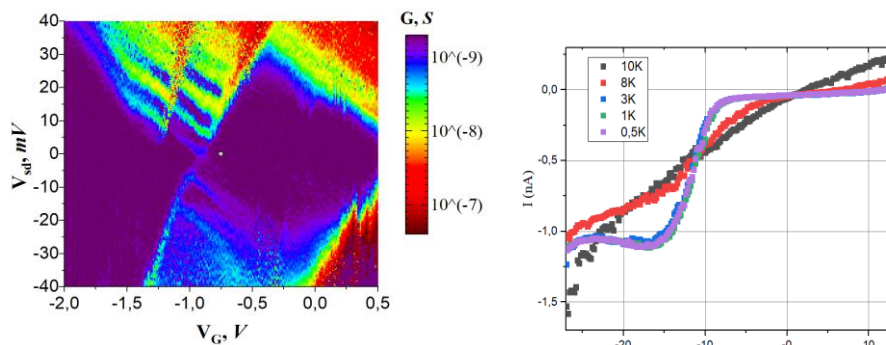 G, S
40
30
20
10
0
-10
-20
-30
-40
V_sd, mV
-2,0 -1,5 -1,0 -0,5 0,0 0,5
V_G, V
10^(-9)
10^(-8)
10^(-7)
10K
8K
3K
1K
0,5K
0,0
-0,5
-1,0
-1,5
I (nA)
-20 -10 -0 10